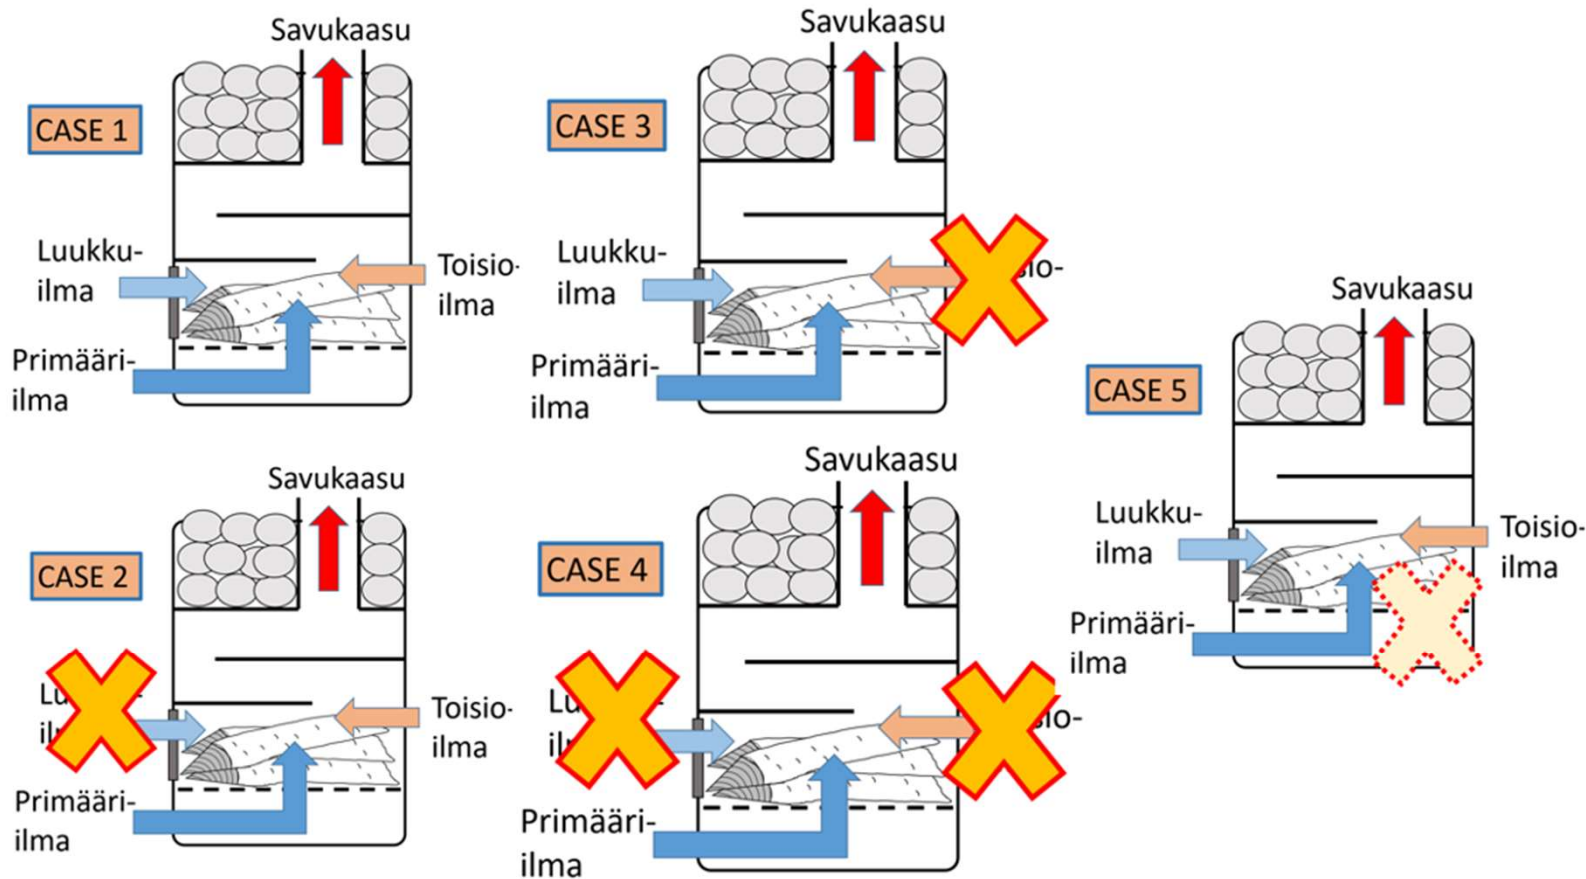 Savukaasu
CASE 1
Luukku-
ilma
Toisio-
ilma
Primääri-
ilma
Savukaasu
CASE 2
Toisio-
ilma
Primääri-
ilma
Savukaasu
CASE 3
Luukku-
ilma
Primääri-
ilma
Savukaasu
CASE 4
Primääri-
ilma
Savukaasu
CASE 5
Luukku-
ilma
Toisio-
ilma
Primääri-
ilma